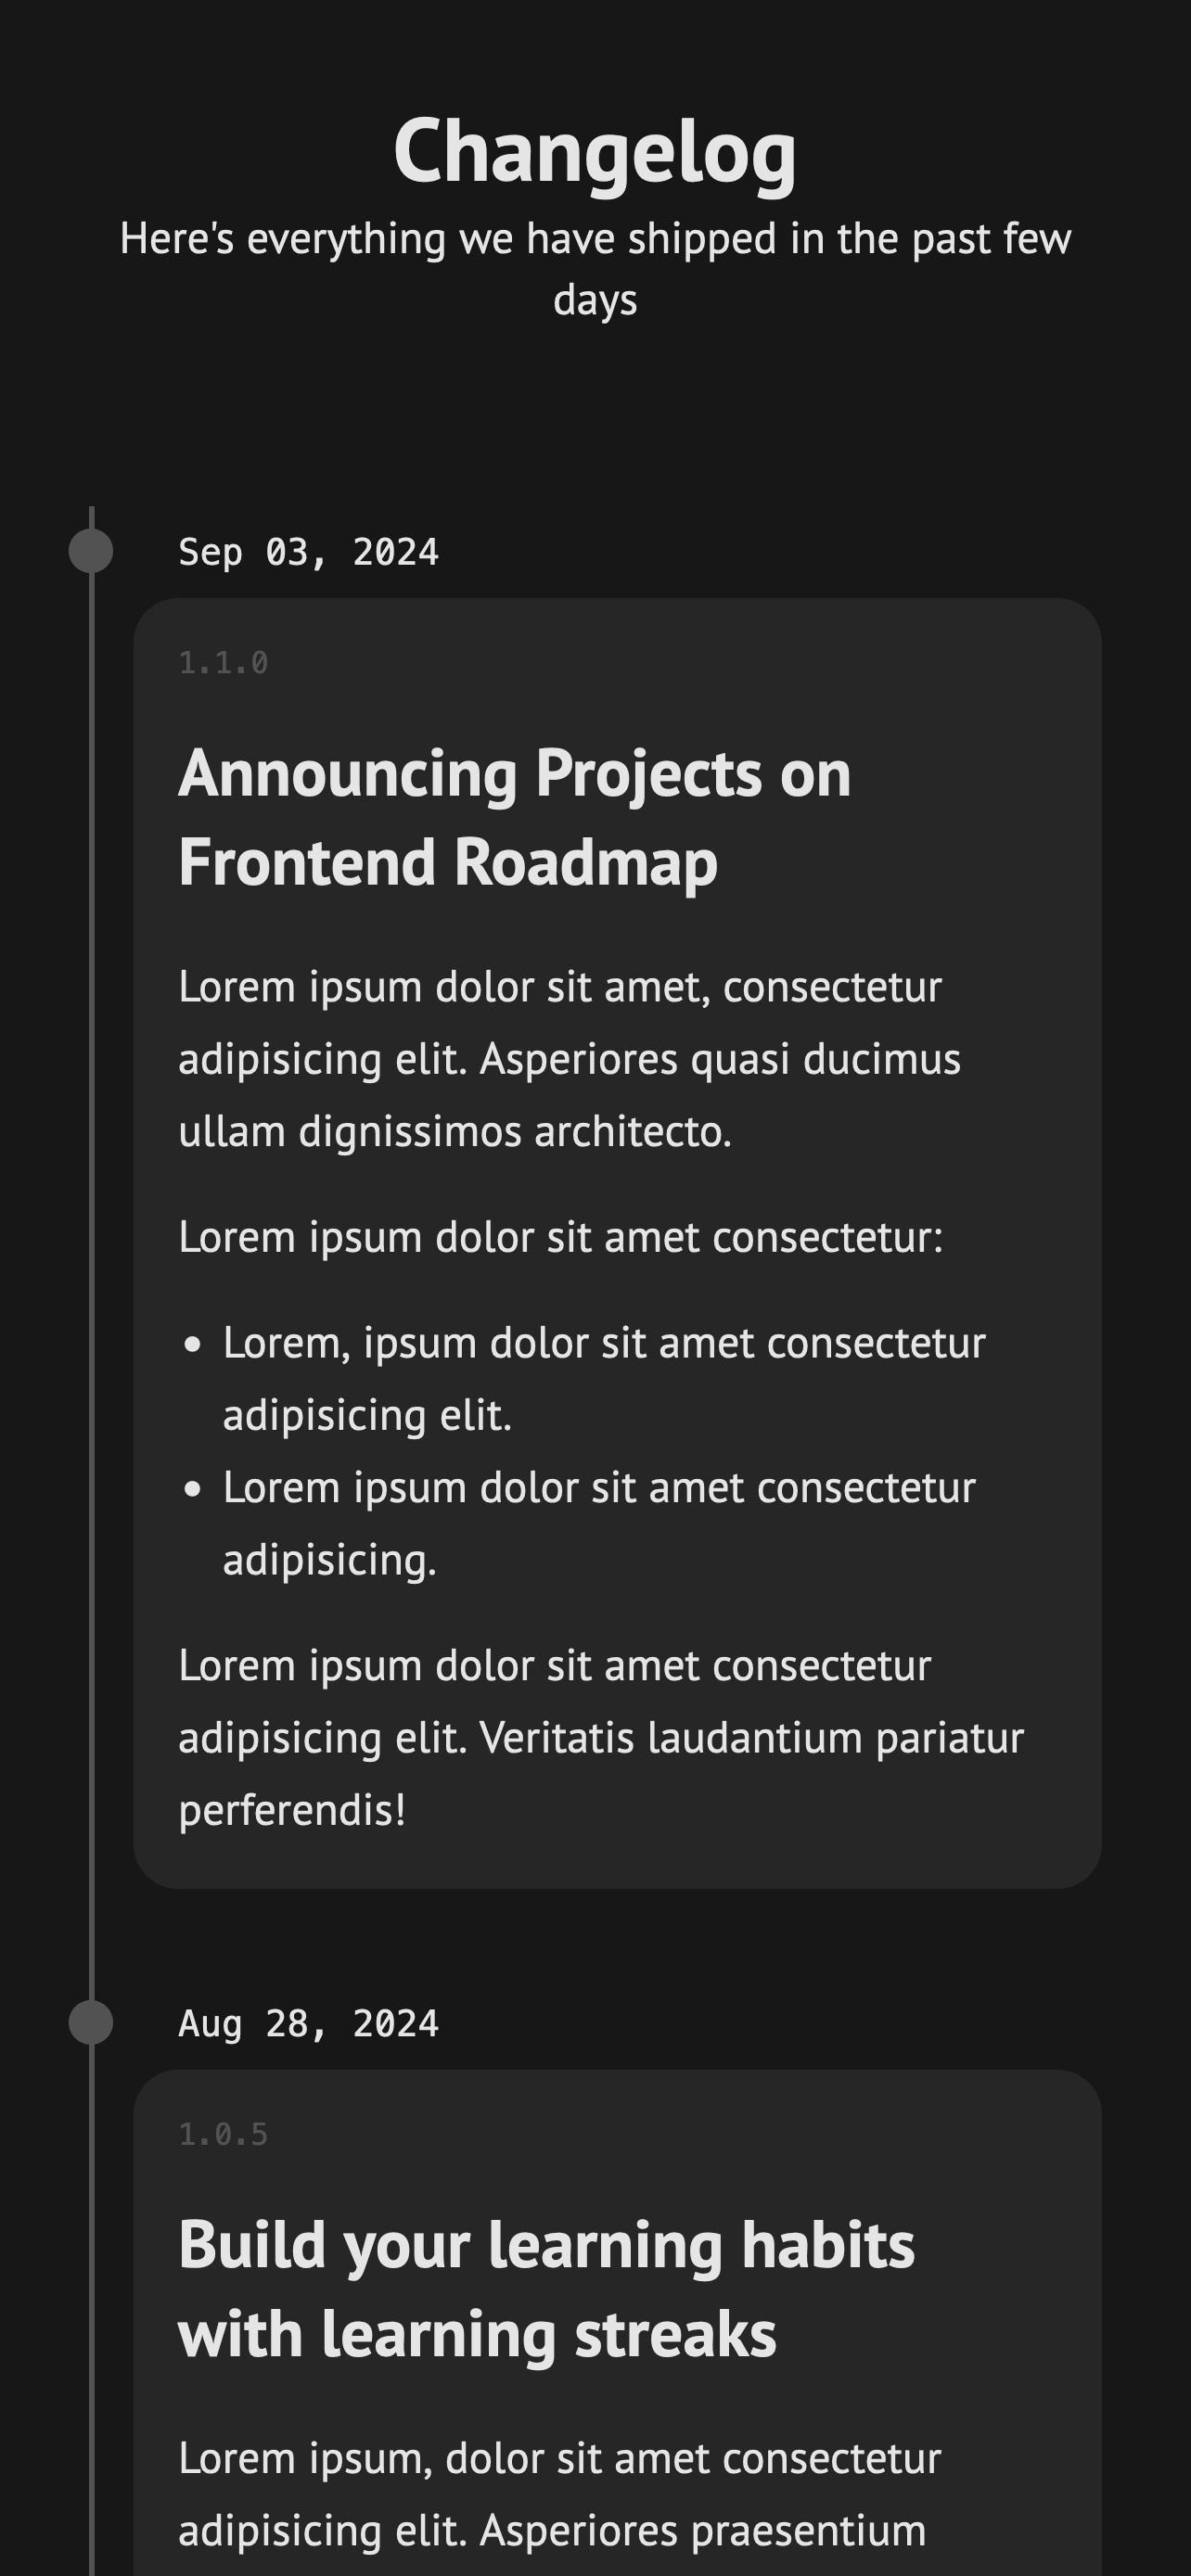 Changelog
Here's everything we have shipped in the past few
days
Sep 03, 2024
1.1.0
Announcing Projects on
Frontend Roadmap
Lorem ipsum dolor sit amet, consectetur
adipisicing elit. Asperiores quasi ducimus
ullam dignissimos architecto.
Lorem ipsum dolor sit amet consectetur:
• Lorem, ipsum dolor sit amet consectetur
adipisicing elit.
• Lorem ipsum dolor sit amet consectetur
adipisicing.
Lorem ipsum dolor sit amet consectetur
adipisicing elit. Veritatis laudantium pariatur
perferendis!
Aug 28, 2024
1.0.5
Build your learning habits
with learning streaks
Lorem ipsum, dolor sit amet consectetur
adipisicing elit. Asperiores praesentium